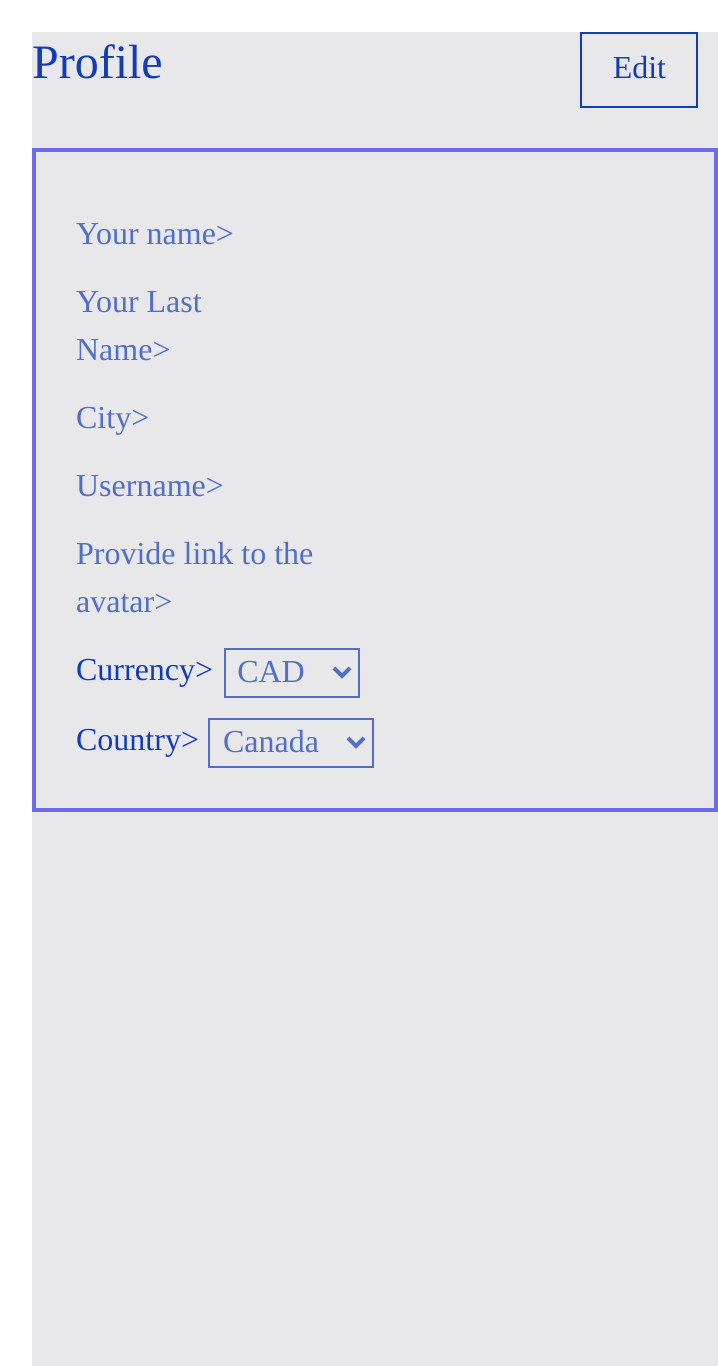 Profile
Edit
Your name>
Your Last
Name>
City>
Username>
Provide link to the
avatar>
Currency> CAD
Country> Canada